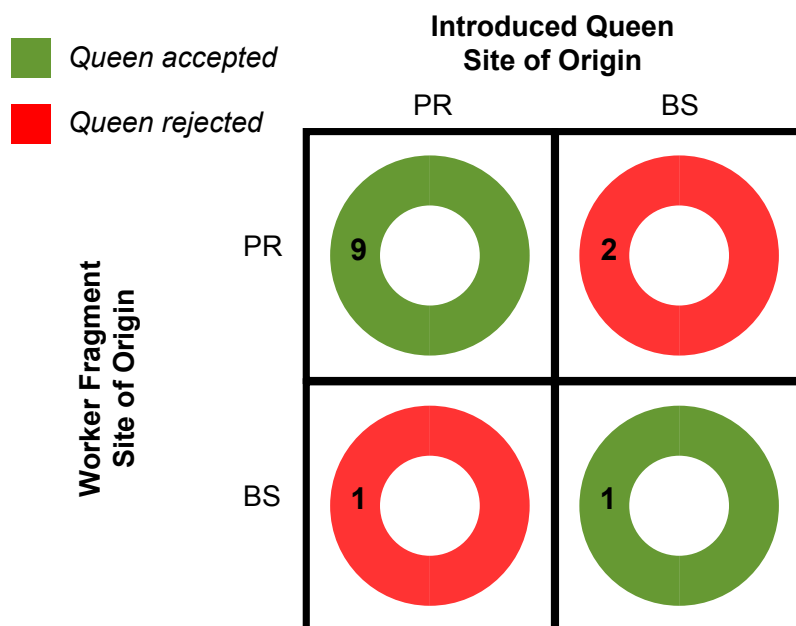 Introduced Queen
Site of Origin
Queen accepted
Queen rejected
PR BS
PR
9
2
Worker Fragment
Site of Origin
BS
1
1